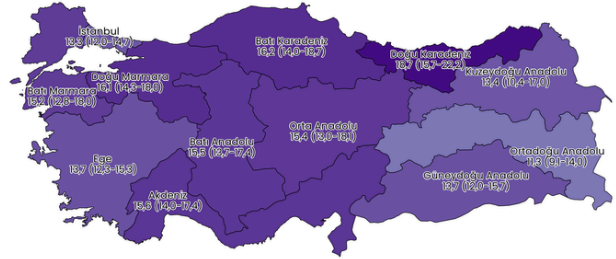 İstanbul
13,3 (12,0-14,7)
Batı Karadeniz
16,2 (14,0-18,7)
Doğu Karadeniz
18,7 (15,7-22,2)
Doğu Marmara
16,1 (14,3-18,0)
Kuzeydoğu Anadolu
13,4 (10,4-17,0)
Batı Marmara
15,2 (12,8-18,0)
Orta Anadolu
15,4 (13,0-18,1)
Batı Anadolu
15,5 (13,7-17,4)
Ortadoğu Anadolu
11,3 (9,1-14,0)
Ege
13,7 (12,3-15,3)
Güneydoğu Anadolu
13,7 (12,0-15,7)
Akdeniz
15,6 (14,0-17,4)